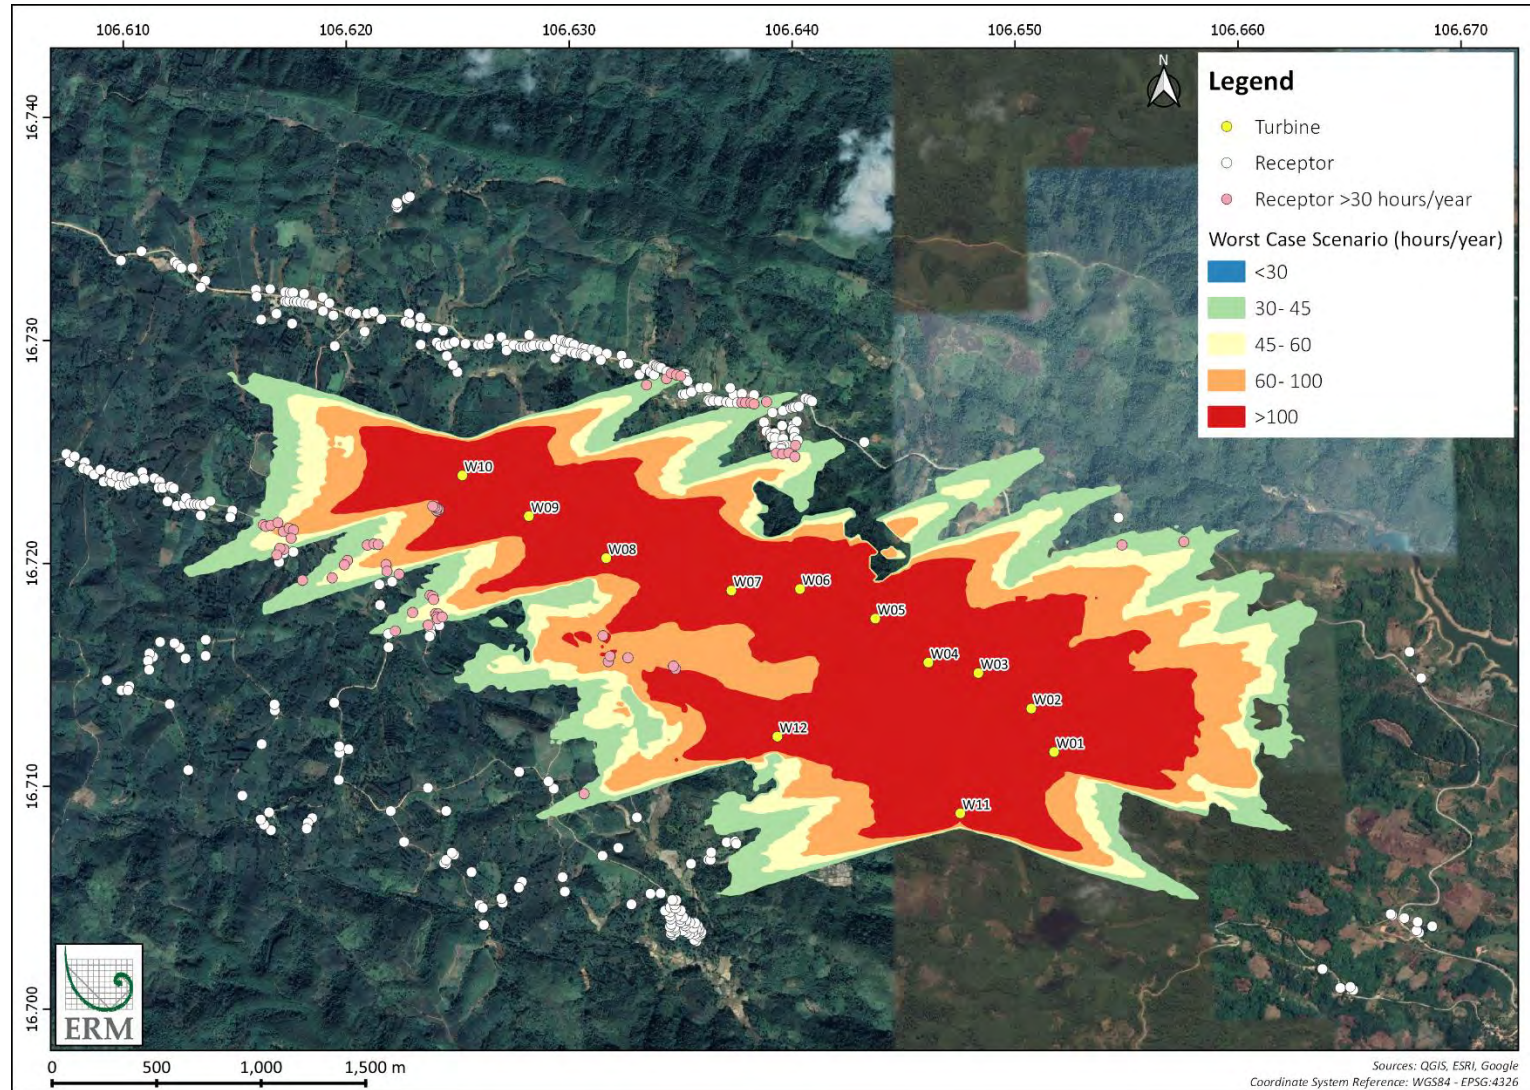 106.610 106.620 106.630 106.640 106.650 106.660 106.670
16.740
16.730
16.720
16.710
16.700
N
Legend
Turbine
Receptor
Receptor >30 hours/year
Worst Case Scenario (hours/year)
<30
30- 45
45- 60
60- 100
>100
W10
W09
W08
W07
W06
W05
W04
W03
W02
W01
W12
W11
ERM
0 500 1,000 1,500 m
Sources: QGIS, ESRI, Google
Coordinate System Reference: WGS84 - EPSG:4326